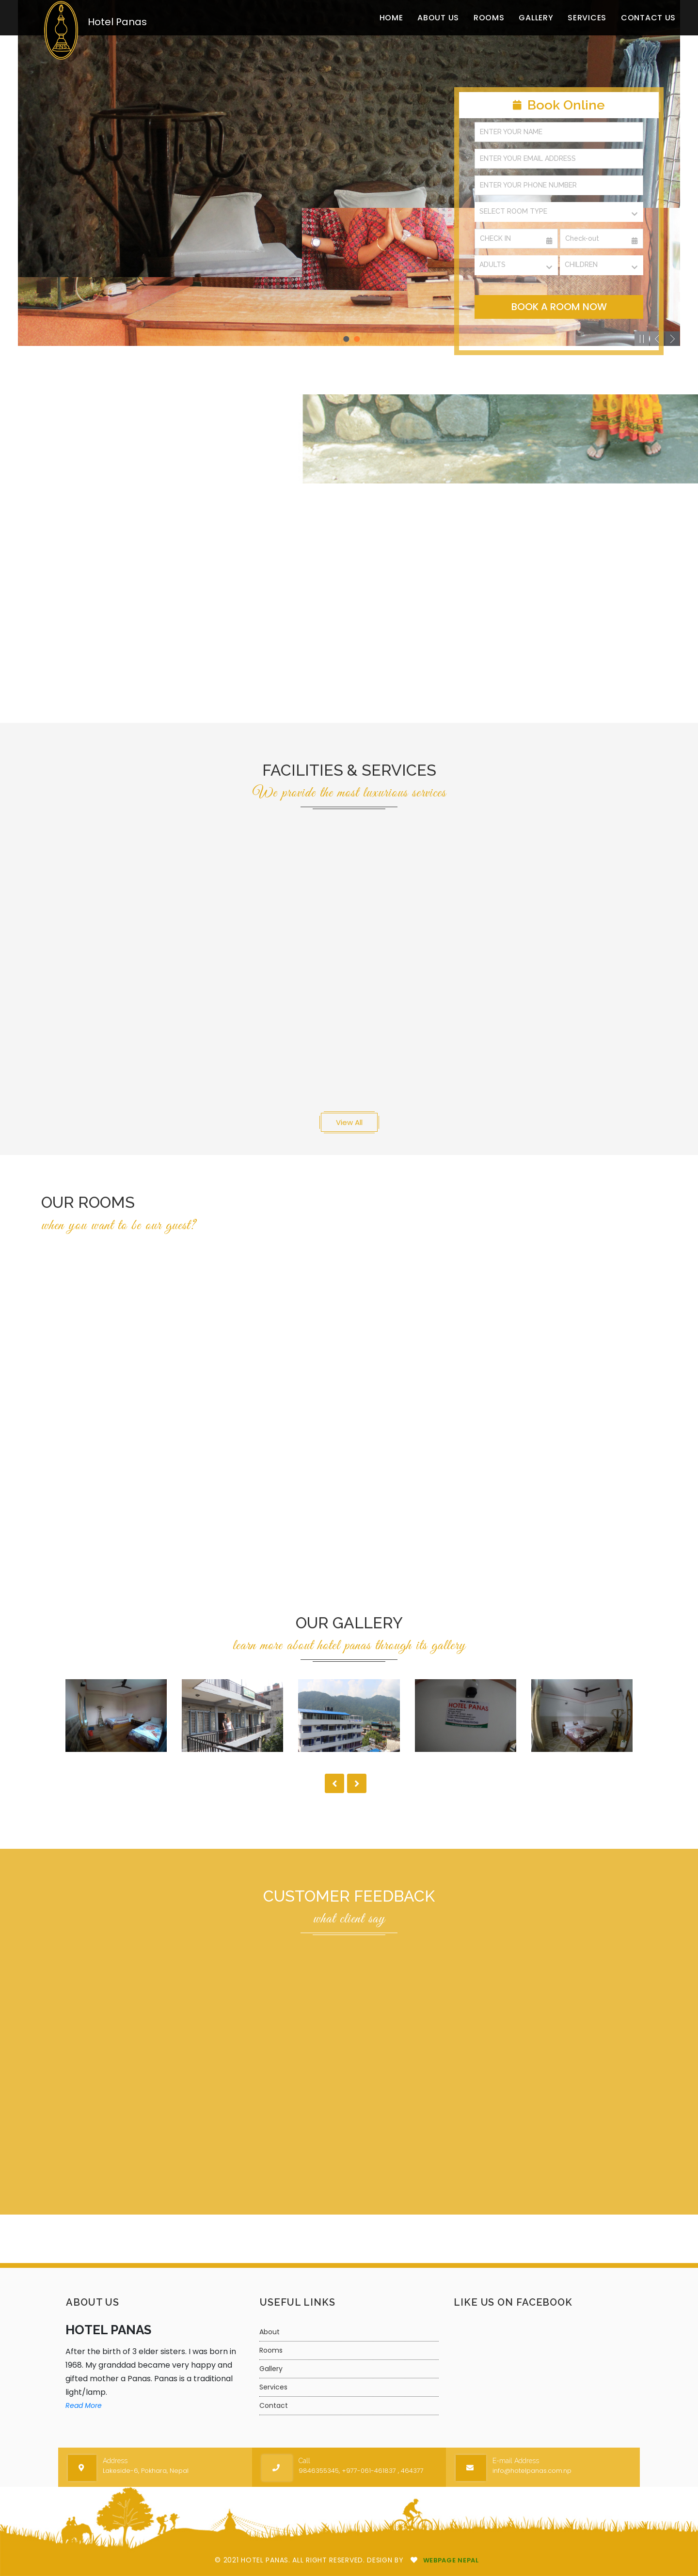 Hotel Panas
HOME ABOUT US ROOMS GALLERY SERVICES CONTACT US
Book Online
ENTER YOUR NAME
ENTER YOUR EMAIL ADDRESS
ENTER YOUR PHONE NUMBER
SELECT ROOM TYPE
CHECK IN Check-out
ADULTS CHILDREN
BOOK A ROOM NOW
FACILITIES & SERVICES
We provide the most luxurious services
View All
OUR ROOMS
when you want to be our guest?
OUR GALLERY
learn more about hotel panas through its gallery
HOTEL PANAS
CUSTOMER FEEDBACK
what client say
ABOUT US
HOTEL PANAS
After the birth of 3 elder sisters. I was born in
1968. My granddad became very happy and
gifted mother a Panas. Panas is a traditional
light/lamp.
Read More
USEFUL LINKS
About
Rooms
Gallery
Services
Contact
LIKE US ON FACEBOOK
Address
Lakeside-6, Pokhara, Nepal
Call
9846355345, +977-061-461837 , 464377
E-mail Address
info@hotelpanas.com.np
© 2021 HOTEL PANAS. ALL RIGHT RESERVED. DESIGN BY WEBPAGE NEPAL